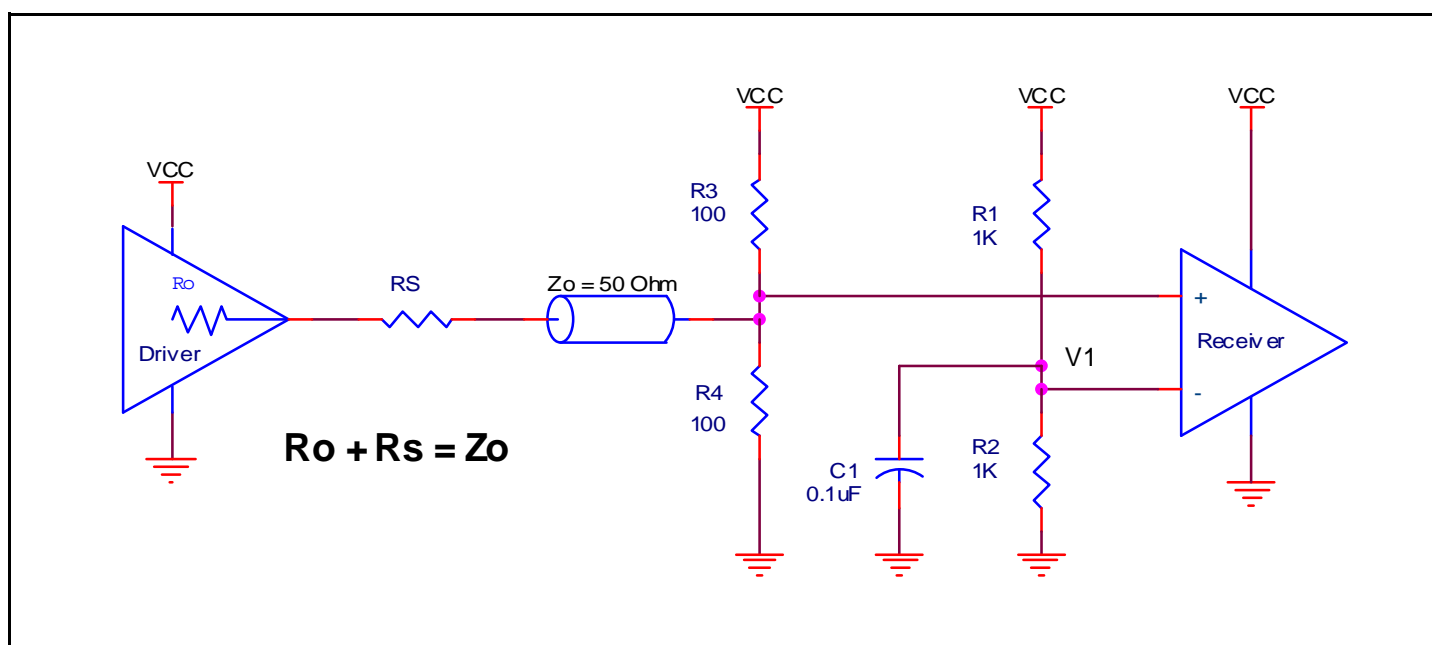 VCC
VCC
VCC
VCC
R3
100
R1
1K
Ro
RS
Zo = 50 Ohm
+
Driver
Receiver
V1
R4
100
-
Ro + Rs = Zo
C1
0.1uF
R2
1K